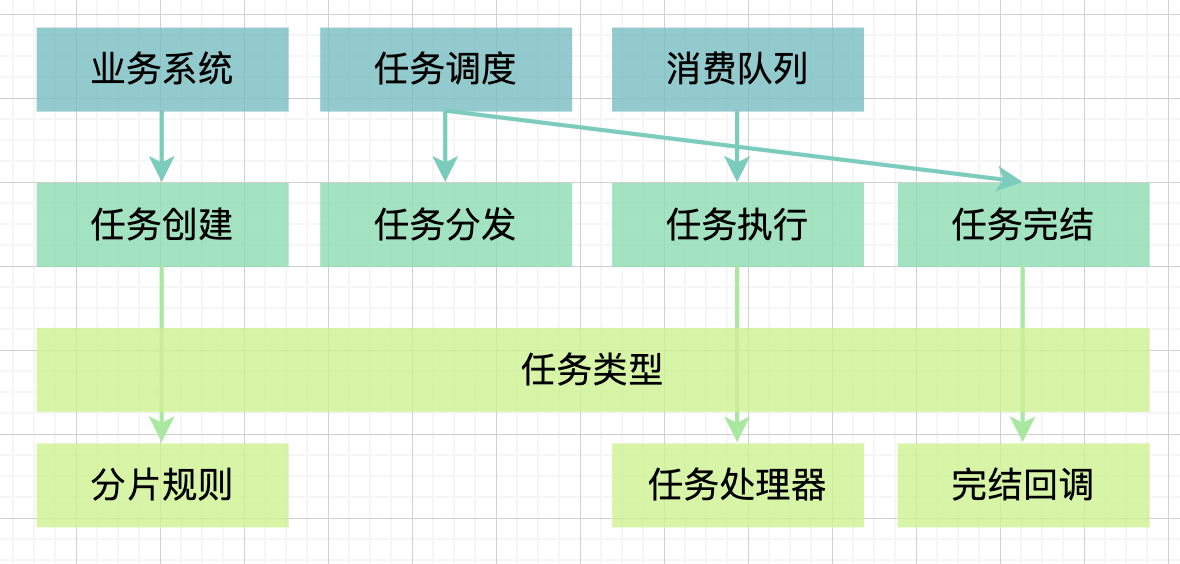 业务系统
任务调度
消费队列
任务创建
任务分发
任务执行
任务完结
任务类型
分片规则
任务处理器
完结回调